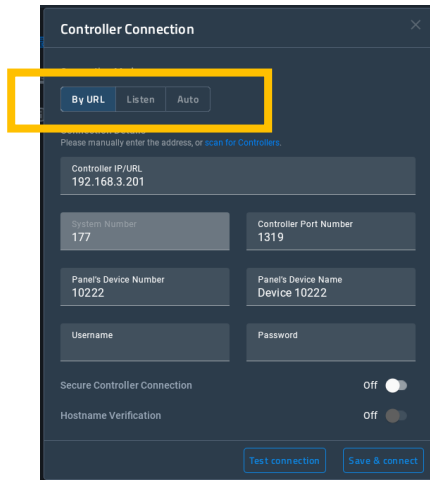 Controller Connection
By URL Listen Auto
Please manually enter the address, or scan for Controllers.
Controller IP/URL
192.168.3.201
System Number Controller Port Number
177 1319
Panel's Device Number Panel's Device Name
10222 Device 10222
Username Password
Secure Controller Connection Off
Hostname Verification Off
Test connection Save & connect